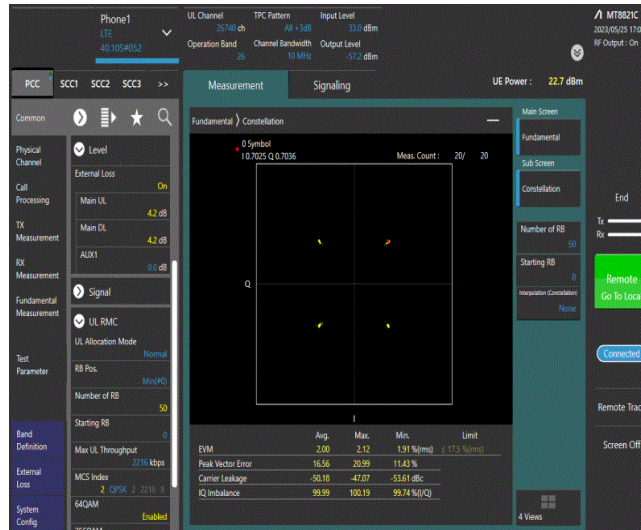 Phone1
LTE
40.105#052
UL Channel 26740 ch
TPC Pattern Alt +3dB
Input Level 33.0 dBm
Operation Band 26
Channel Bandwidth 10 MHz
Output Level -57.2 dBm
MT8821C
2023/05/25 17:0
RF Output : On
PCC SCC1 SCC2 SCC3 >>
Measurement
Signaling
UE Power : 22.7 dBm
Common
Physical
Channel
Call
Processing
TX
Measurement
RX
Measurement
Fundamental
Measurement
Test
Parameter
Band
Definition
External
Loss
System
Config
Level
External Loss
On
Main UL
4.2 dB
Main DL
4.2 dB
AUX1
0.0 dB
Signal
UL RMC
UL Allocation Mode
Normal
RB Pos.
Min(#0)
Number of RB
50
Starting RB
0
Max UL Throughput
2216 kbps
MCS Index
2 QPSK 2 2216 8
64QAM
Enabled
256QAM
Fundamental 〉 Constellation
0 Symbol
I 0.7025 Q 0.7036
Meas. Count : 20/ 20
Q
I
Avg. Max. Min. Limit
EVM 2.00 2.12 1.91 %(rms) ≤ 17.5 %(rms)
Peak Vector Error 16.56 20.99 11.43 %
Carrier Leakage -50.18 -47.07 -53.61 dBc
IQ Imbalance 99.99 100.19 99.74 %(I/Q)
Main Screen
Fundamental
Sub Screen
Constellation
Number of RB
50
Starting RB
0
Interpolation (Constellation)
None
4 Views
End
Tx
Rx
Remote
Go To Loca
Connected
Remote Trac
Screen Off